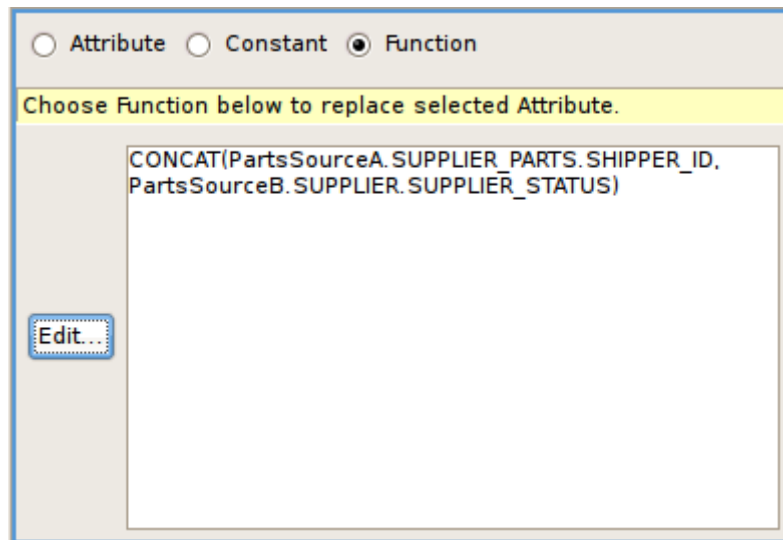 Attribute Constant Function
Choose Function below to replace selected Attribute.
CONCAT(PartsSourceA.SUPPLIER_PARTS.SHIPPER_ID,
PartsSourceB.SUPPLIER.SUPPLIER_STATUS)
Edit...